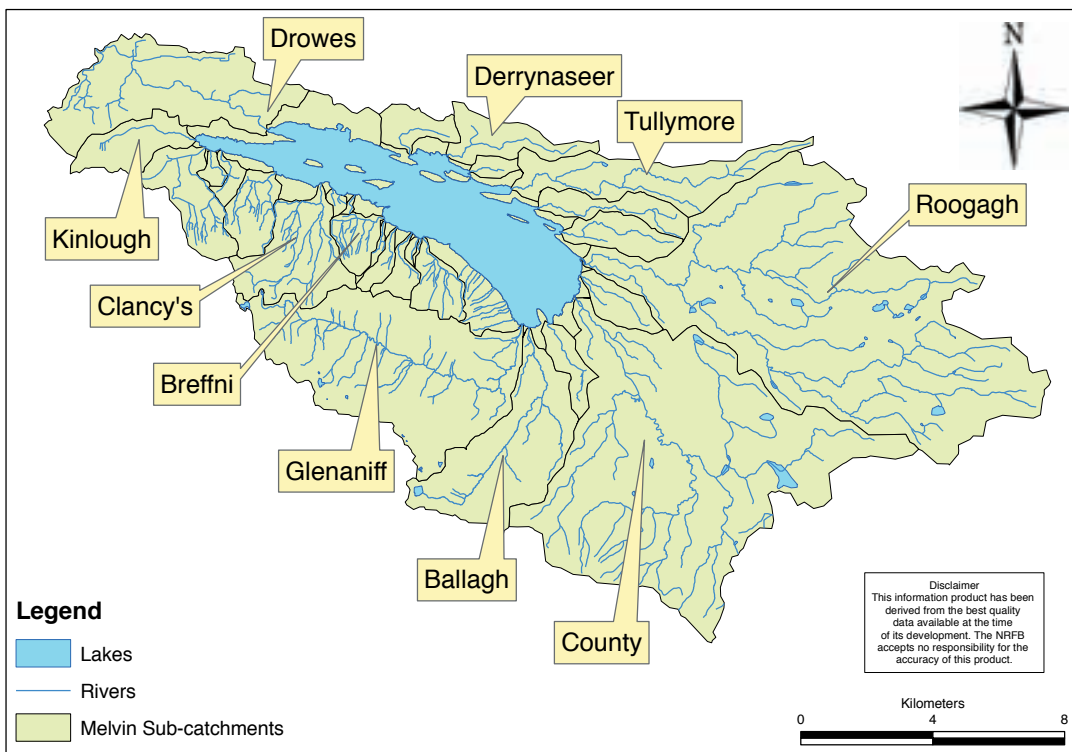 N
Drowes
Derrynaseer
Tullymore
Roogagh
Kinlough
Clancy's
Breffni
Glenaniff
Ballagh
County
Legend
Lakes
Rivers
Melvin Sub-catchments
Disclaimer
This information product has been
derived from the best quality
data available at the time
of its development. The NRFB
accepts no responsibility for the
accuracy of this product.
Kilometers
0 4 8